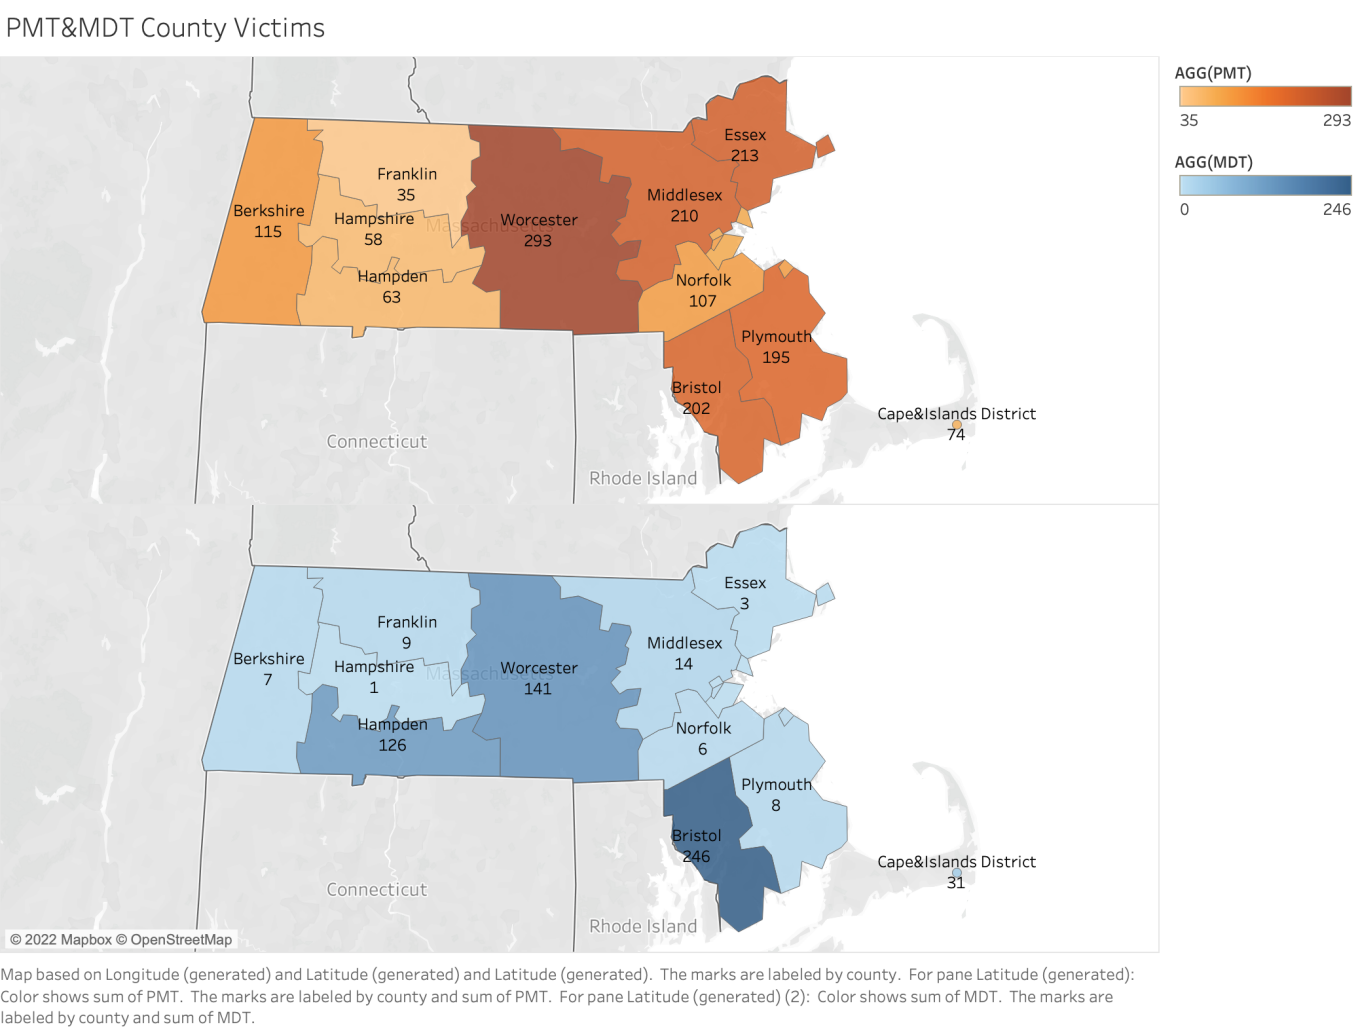 PMT&MDT County Victims
AGG(PMT)
35 293
AGG(MDT)
0 246
Essex
213
Franklin
35
Middlesex
210
Berkshire
115
Hampshire
58
Massachusetts
Worcester
293
Hampden
63
Norfolk
107
Plymouth
195
Bristol
202
Cape&Islands District
74
Connecticut
Rhode Island
Essex
3
Franklin
9
Middlesex
14
Berkshire
7
Hampshire
1
Massachusetts
Worcester
141
Hampden
126
Norfolk
6
Plymouth
8
Bristol
246
Cape&Islands District
31
Connecticut
Rhode Island
© 2022 Mapbox © OpenStreetMap
Map based on Longitude (generated) and Latitude (generated) and Latitude (generated).  The marks are labeled by county.  For pane Latitude (generated):
Color shows sum of PMT.  The marks are labeled by county and sum of PMT.  For pane Latitude (generated) (2):  Color shows sum of MDT.  The marks are
labeled by county and sum of MDT.